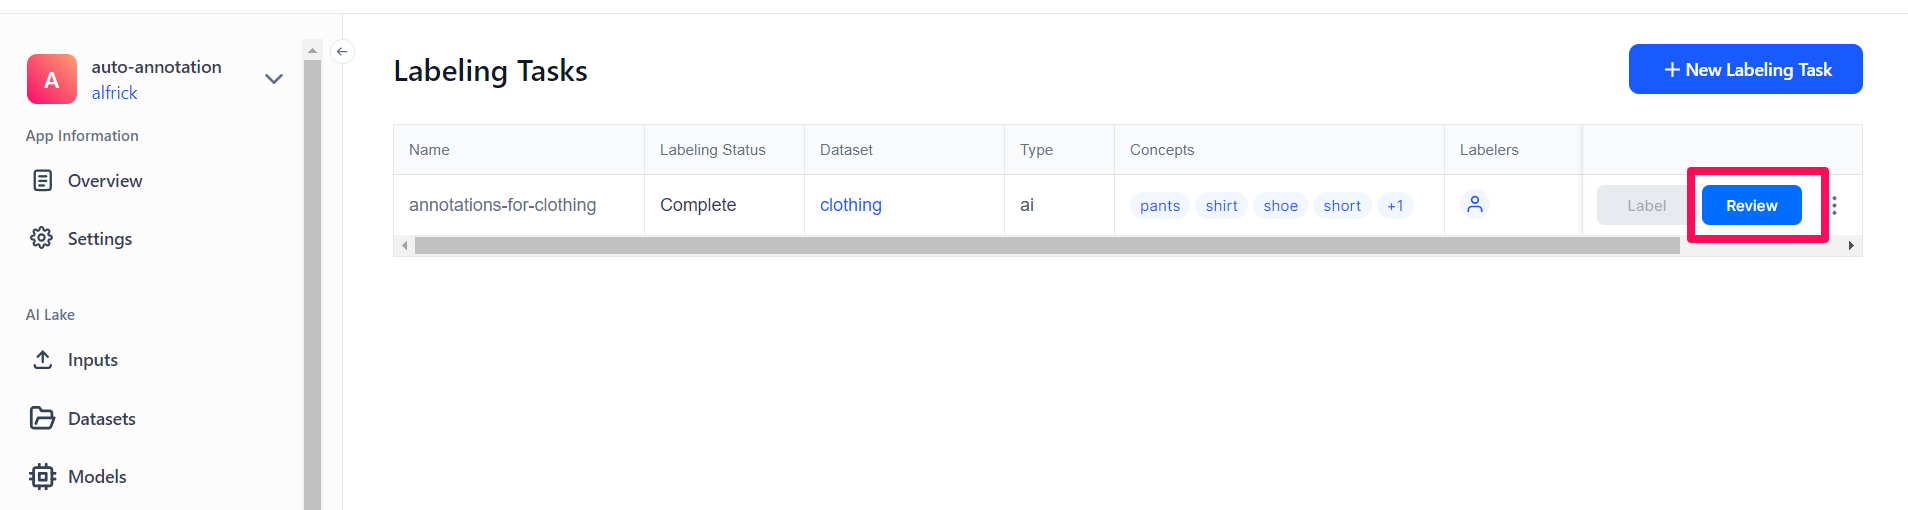 A
auto-annotation
alfrick
App Information
Overview
Settings
AI Lake
Inputs
Datasets
Models
Labeling Tasks
+ New Labeling Task
Name Labeling Status Dataset Type Concepts Labelers
annotations-for-clothing Complete clothing ai pants shirt shoe short +1 Label Review